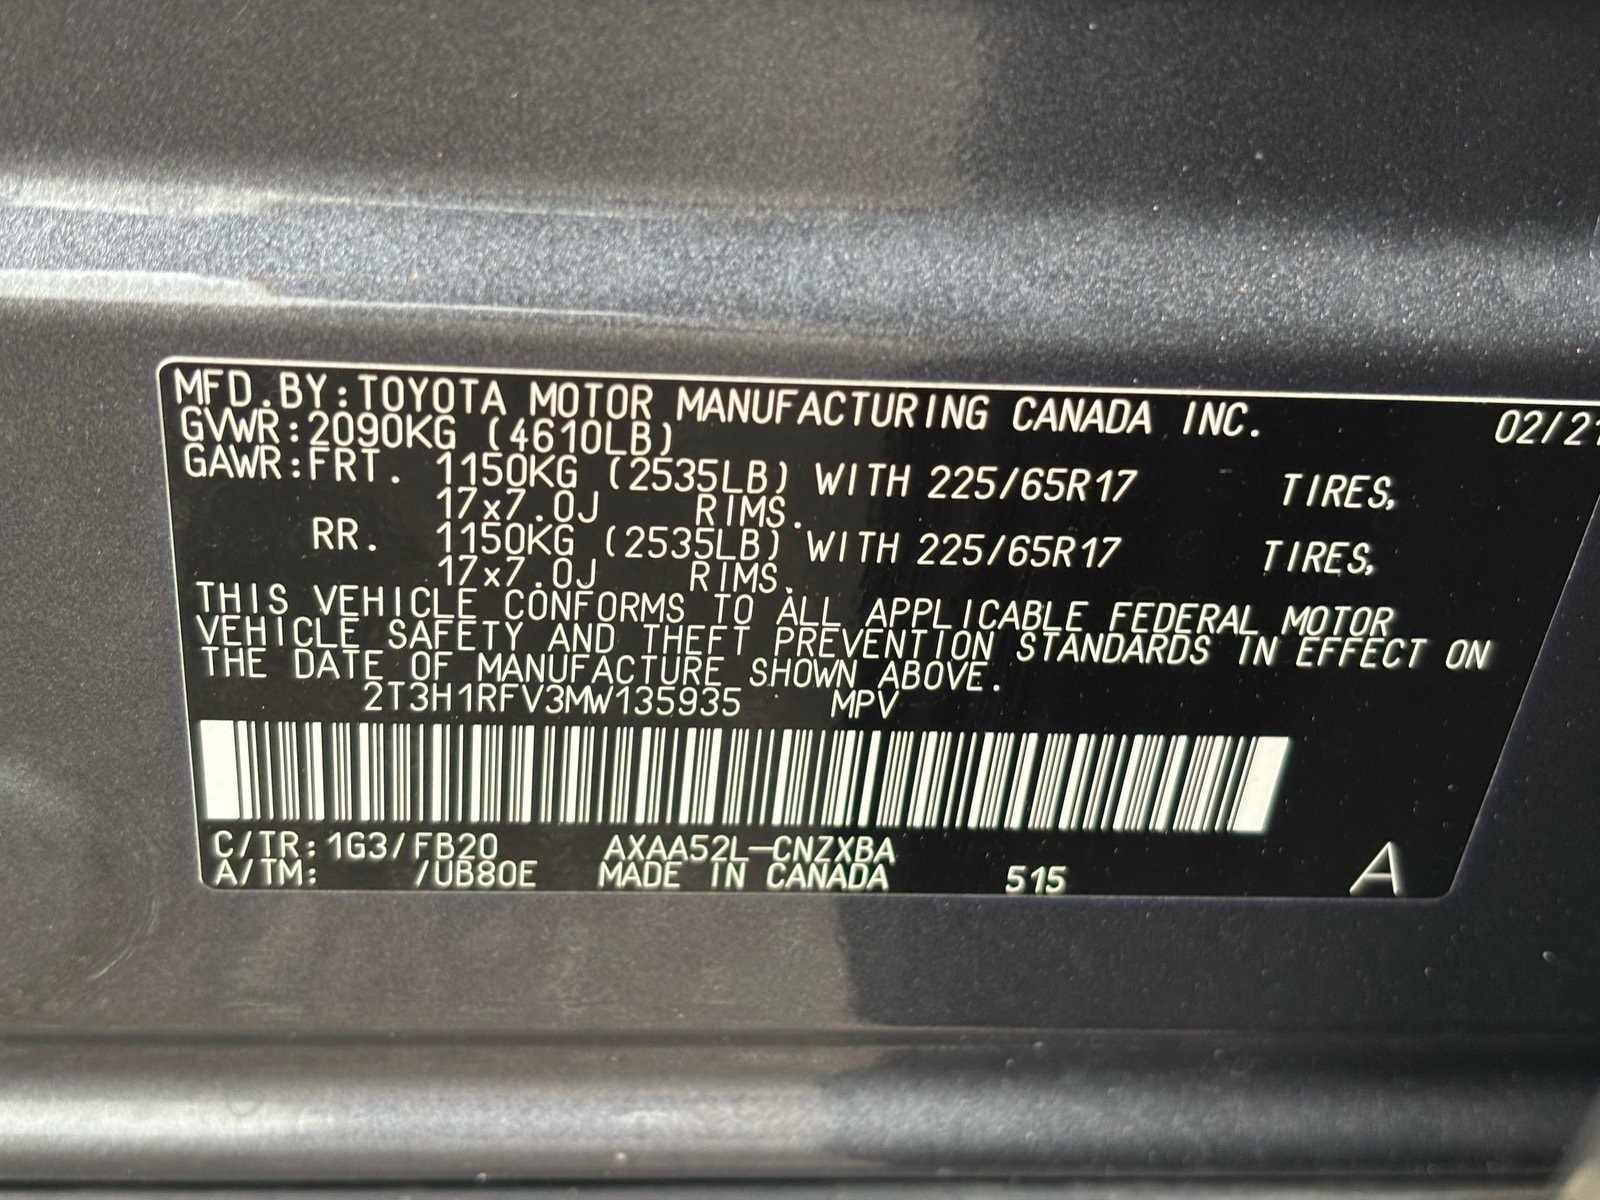 MFD.BY:TOYOTA MOTOR MANUFACTURING CANADA INC. 02/21
GVWR:2090KG (4610LB)
GAWR:FRT. 1150KG (2535LB) WITH 225/65R17 TIRES,
17x7.0J RIMS.
RR. 1150KG (2535LB) WITH 225/65R17 TIRES,
17x7.0J RIMS.
THIS VEHICLE CONFORMS TO ALL APPLICABLE FEDERAL MOTOR
VEHICLE SAFETY AND THEFT PREVENTION STANDARDS IN EFFECT ON
THE DATE OF MANUFACTURE SHOWN ABOVE.
2T3H1RFV3MW135935 MPV
C/TR:1G3/FB20 AXAA52L-CNZXBA
A/TM: /UB80E MADE IN CANADA 515 A